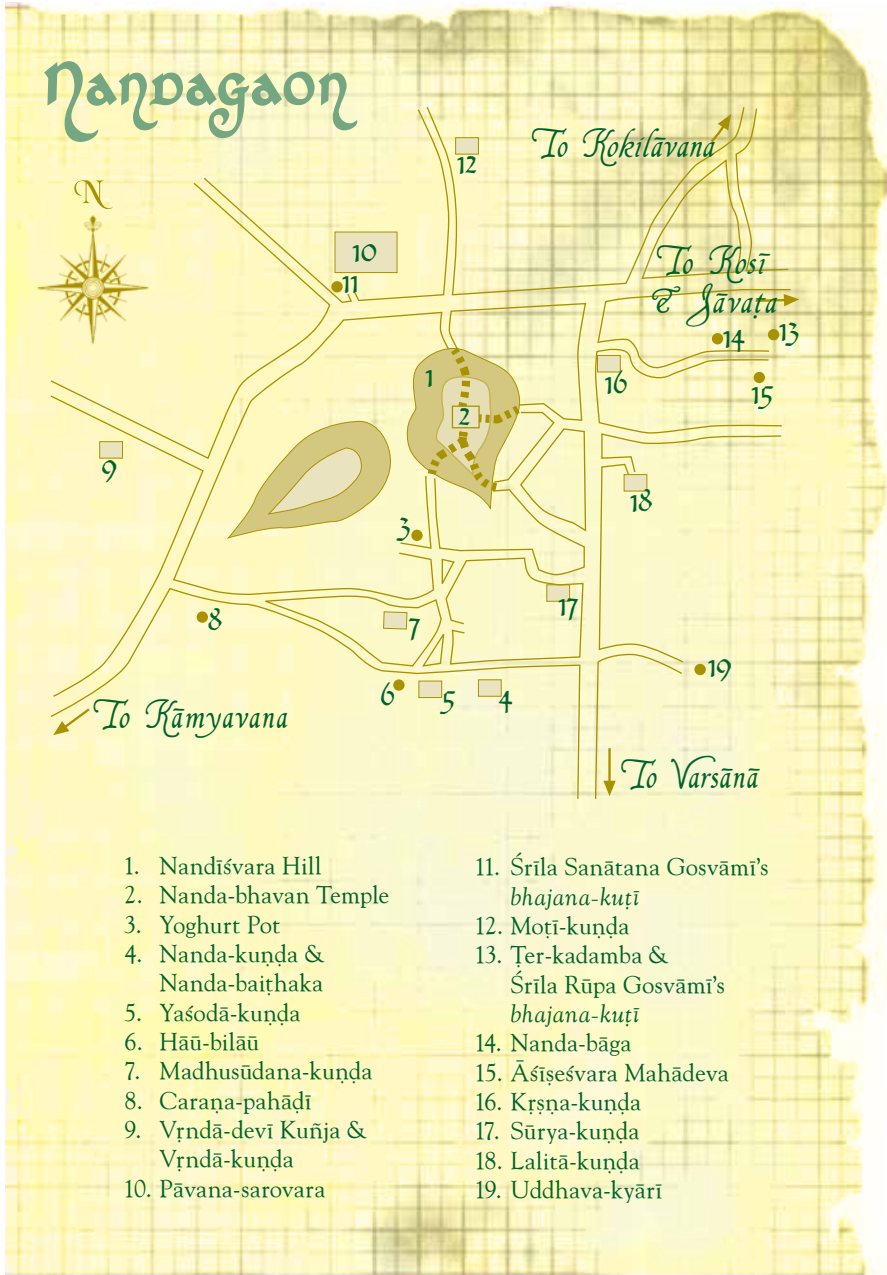 Nandagaon
N
12
To Kokilāvana
10
11
To Kosī
& Jāvaṭa
14
13
1
16
15
2
9
18
3
17
8
7
19
6
5
4
To Kāmyavana
To Varsānā
1. Nandīśvara Hill
2. Nanda-bhavan Temple
3. Yoghurt Pot
4. Nanda-kuṇḍa &
Nanda-baiṭhaka
5. Yaśodā-kuṇḍa
6. Hāū-bilāū
7. Madhusūdana-kuṇḍa
8. Caraṇa-pahāḍī
9. Vṛndā-devī Kuñja &
Vṛndā-kuṇḍa
10. Pāvana-sarovara
11. Śrīla Sanātana Gosvāmī's
bhajana-kuṭī
12. Moṭī-kuṇḍa
13. Ṭer-kadamba &
Śrīla Rūpa Gosvāmī's
bhajana-kuṭī
14. Nanda-bāga
15. Āśīṣeśvara Mahādeva
16. Kṛṣṇa-kuṇḍa
17. Sūrya-kuṇḍa
18. Lalitā-kuṇḍa
19. Uddhava-kyārī